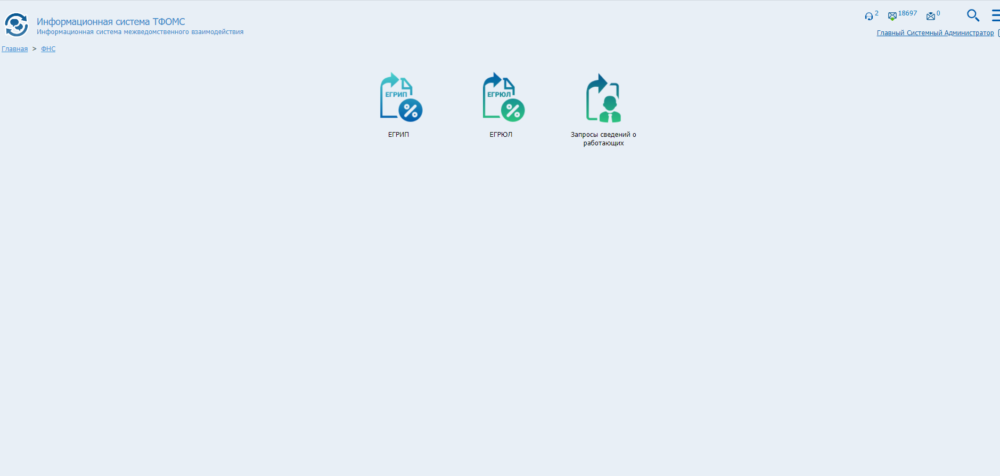 Информационная система ТФОМС
Информационная система межведомственного взаимодействия
2
18697
0
Главный Системный Администратор
Главная > ФНС
ЕГРИП
ЕГРЮЛ
ЕГРИП
ЕГРЮЛ
Запросы сведений о
работающих